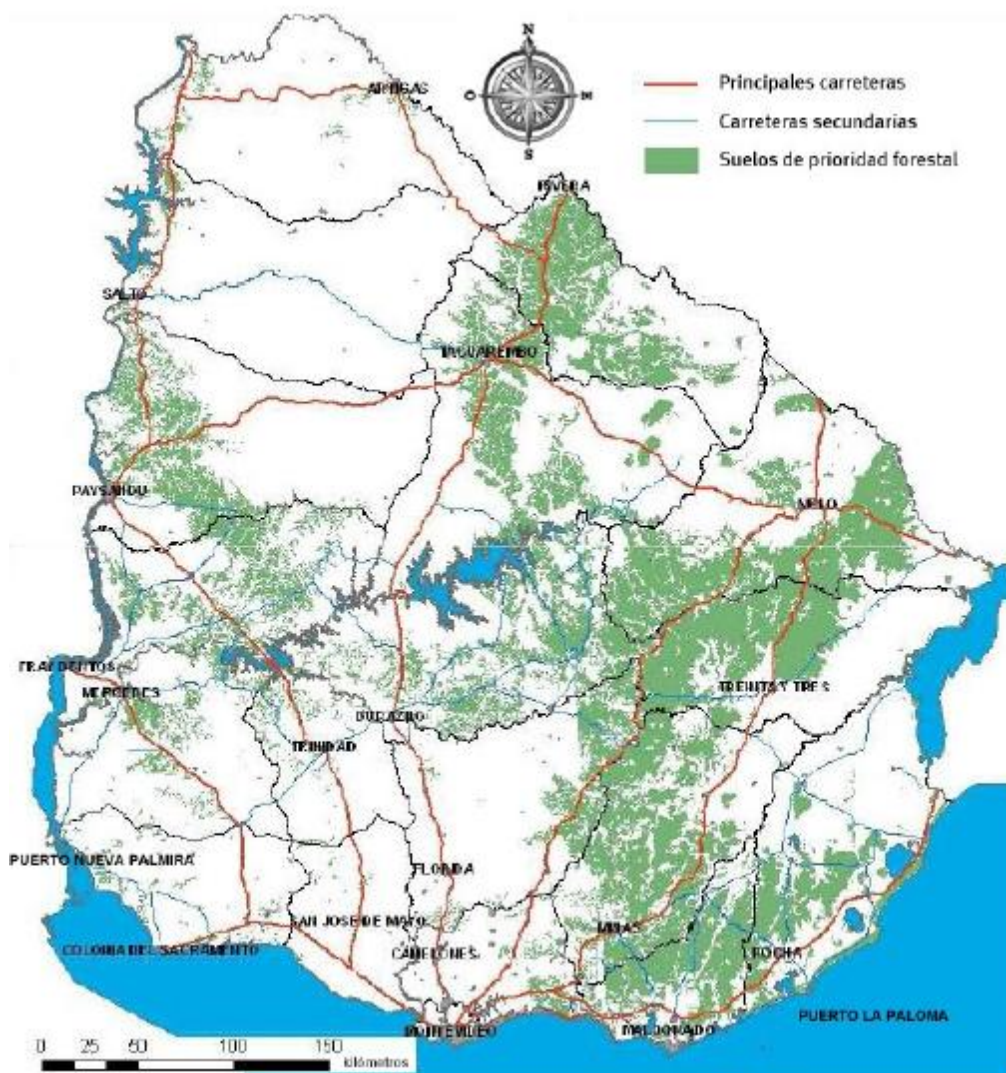 N
O
S
Principales carreteras
Carreteras secundarias
Suelos de prioridad forestal
ARTIGAS
RIVERA
SALTO
TACUAREMBO
PAYSANDU
MELO
FRAY BENTOS
MERCEDES
TREINTA Y TRES
DURAZNO
TRINIDAD
PUERTO NUEVA PALMIRA
FLORIDA
SAN JOSE DE MAYO
MINAS
COLONIA DEL SACRAMENTO
CANELONES
ROCHA
PUERTO LA PALOMA
MONTEVIDEO
MALDONADO
0 25 50 100 150
kilómetros